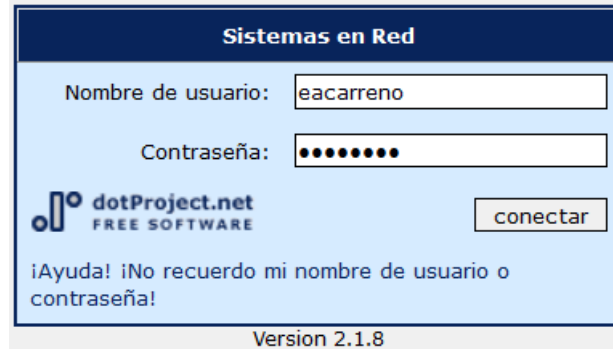 Sistemas en Red
Nombre de usuario: eacarreno
Contraseña: ●●●●●●●●
dotProject.net
FREE SOFTWARE
conectar
¡Ayuda! ¡No recuerdo mi nombre de usuario o
contraseña!
Version 2.1.8